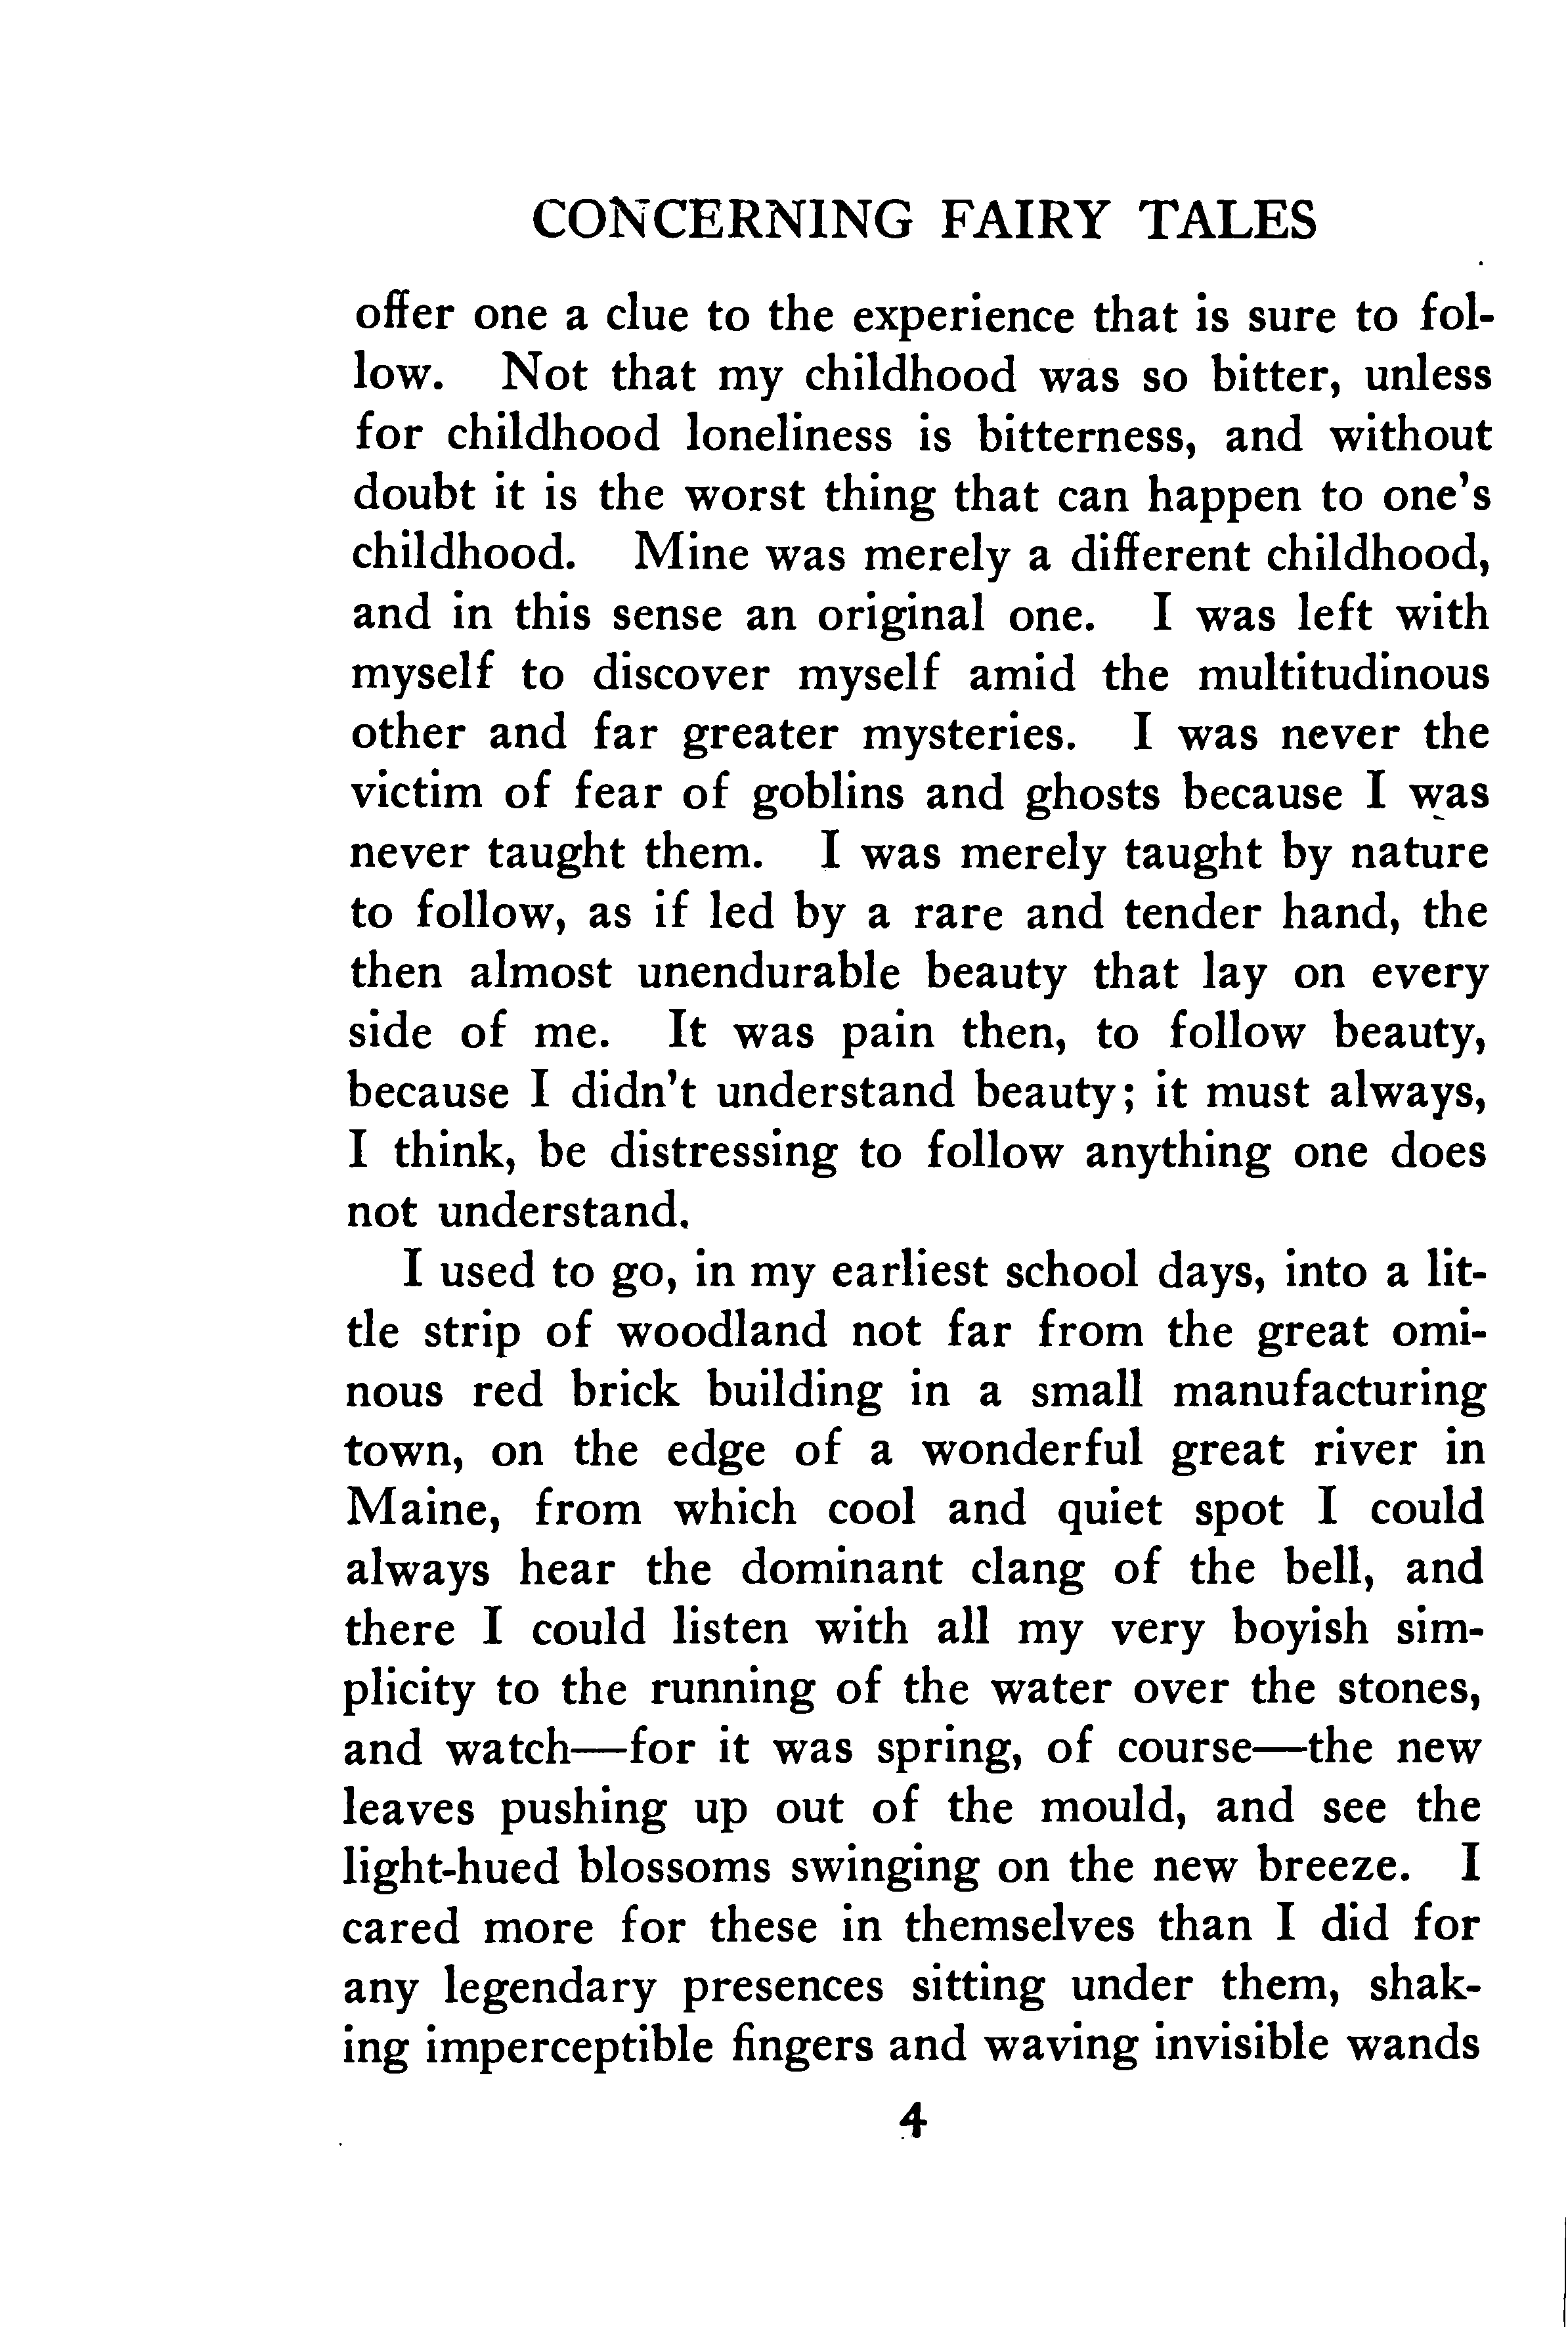 CONCERNING FAIRY TALES
offer one a clue to the experience that is sure to fol-
low. Not that my childhood was so bitter, unless
for childhood loneliness is bitterness, and without
doubt it is the worst thing that can happen to one's
childhood. Mine was merely a different childhood,
and in this sense an original one. I was left with
myself to discover myself amid the multitudinous
other and far greater mysteries. I was never the
victim of fear of goblins and ghosts because I was
never taught them. I was merely taught by nature
to follow, as if led by a rare and tender hand, the
then almost unendurable beauty that lay on every
side of me. It was pain then, to follow beauty,
because I didn't understand beauty; it must always,
I think, be distressing to follow anything one does
not understand.
I used to go, in my earliest school days, into a lit-
tle strip of woodland not far from the great omi-
nous red brick building in a small manufacturing
town, on the edge of a wonderful great river in
Maine, from which cool and quiet spot I could
always hear the dominant clang of the bell, and
there I could listen with all my very boyish sim-
plicity to the running of the water over the stones,
and watch—for it was spring, of course—the new
leaves pushing up out of the mould, and see the
light-hued blossoms swinging on the new breeze. I
cared more for these in themselves than I did for
any legendary presences sitting under them, shak-
ing imperceptible fingers and waving invisible wands
4